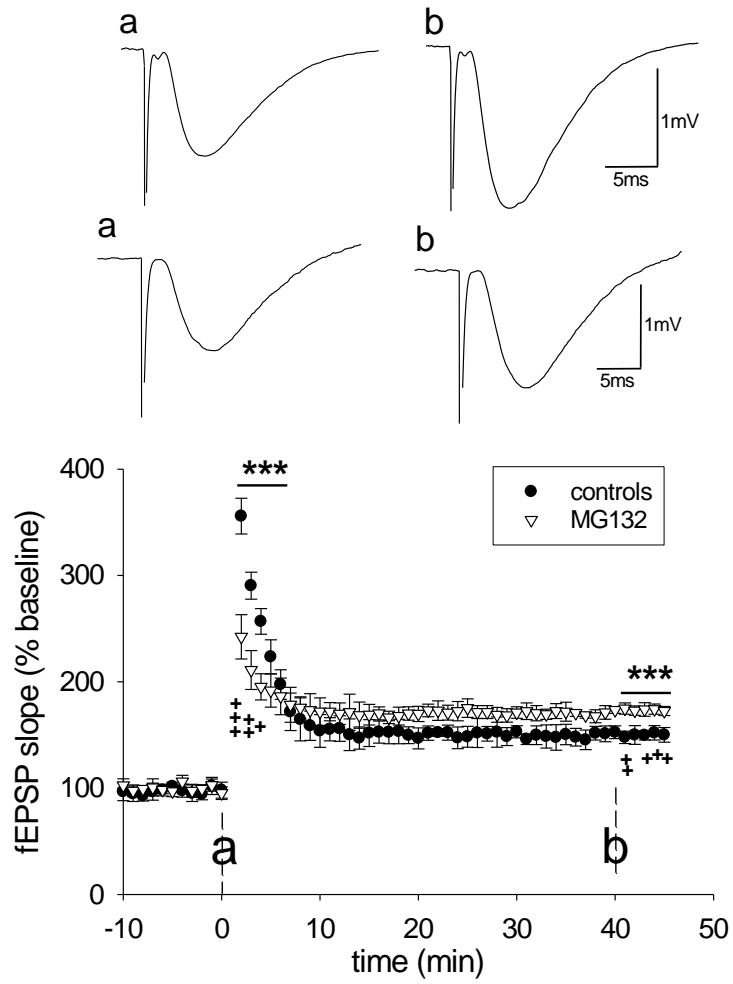 a
b
1mV
5ms
a
b
1mV
5ms
fEPSP slope (% baseline)
400
300
200
100
0
***
controls
MG132
***
+++
++
+
++
+++
a
b
-10 0 10 20 30 40 50
time (min)